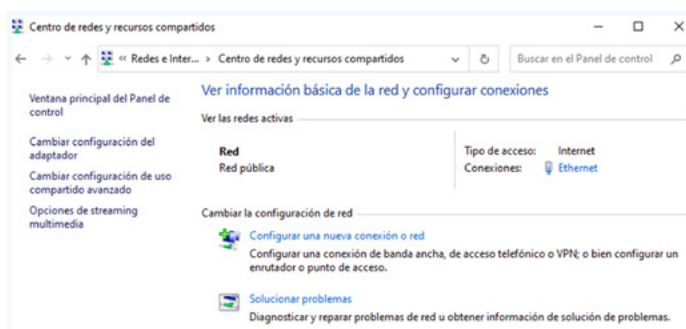 Centro de redes y recursos compartidos
« Redes e Inter... > Centro de redes y recursos compartidos
Buscar en el Panel de control
Ventana principal del Panel de
control
Cambiar configuración del
adaptador
Cambiar configuración de uso
compartido avanzado
Opciones de streaming
multimedia
Ver información básica de la red y configurar conexiones
Ver las redes activas
Red
Red pública
Tipo de acceso: Internet
Conexiones: Ethernet
Cambiar la configuración de red
Configurar una nueva conexión o red
Configurar una conexión de banda ancha, de acceso telefónico o VPN; o bien configurar un
enrutador o punto de acceso.
Solucionar problemas
Diagnosticar y reparar problemas de red u obtener información de solución de problemas.